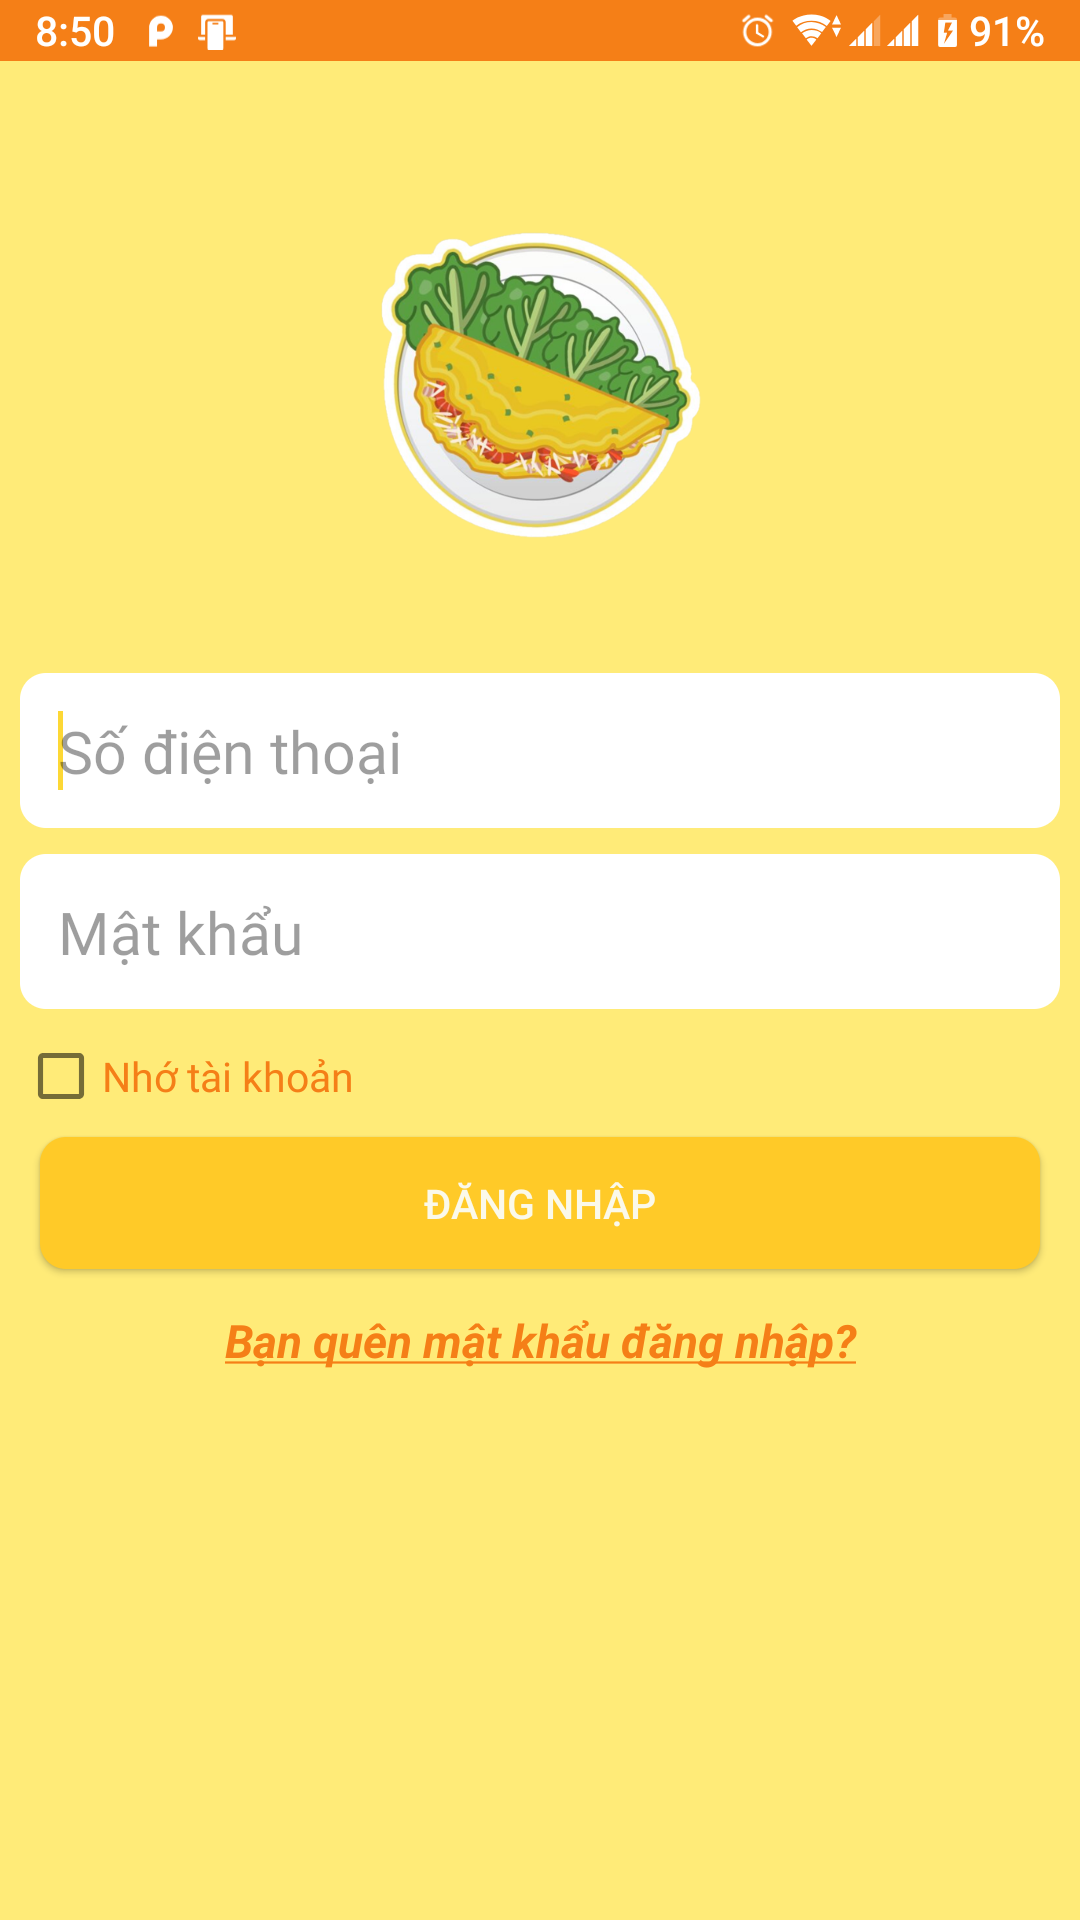 8:50 91%
Số điện thoại
Mật khẩu
Nhớ tài khoản
ĐĂNG NHẬP
Bạn quên mật khẩu đăng nhập?